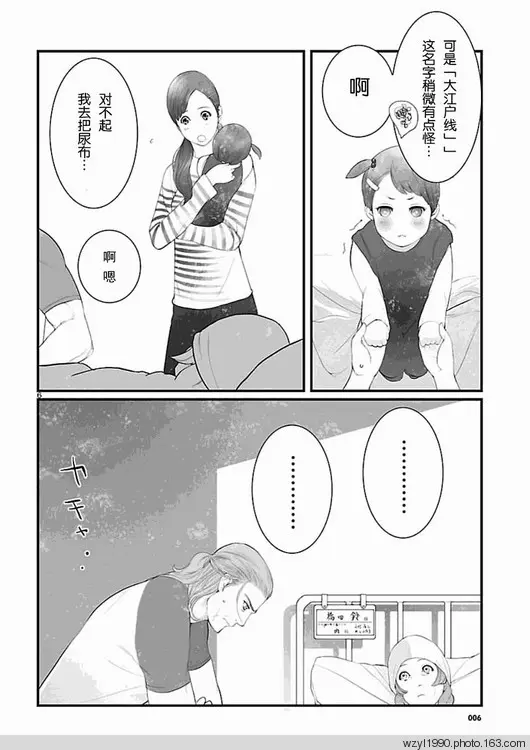 可是「大江户线」
这名字稍微有点怪…
啊
对不起
我去把尿布…
啊嗯
…………
…………
ガチャ…
6
006
wzyl1990.photo.163.com